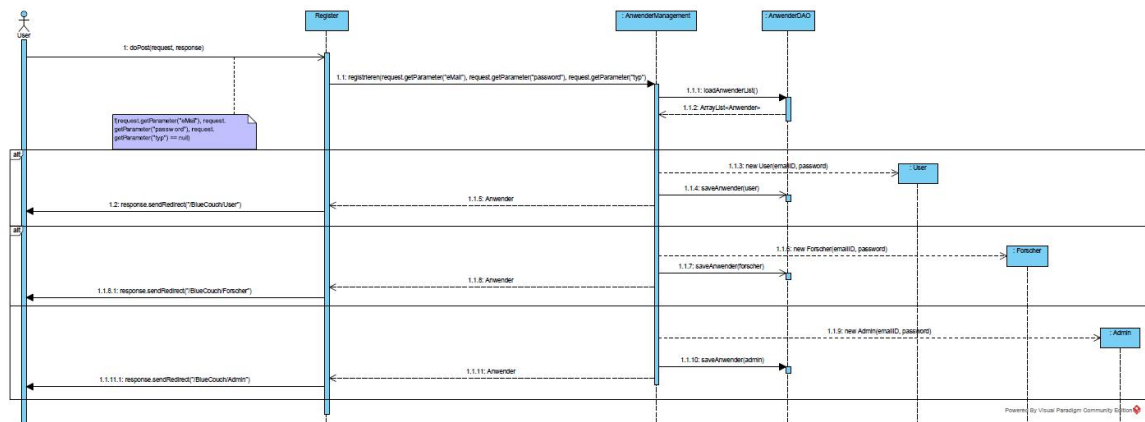 Register
: AnwenderManagement
: AnwenderDAO
User
1: doPost(request, response)
1.1: registrieren(request.getParameter("eMail"), request.getParameter("password"), request.getParameter("typ")
1.1.1: loadAnwenderList()
1.1.2: ArrayList<Anwender>
!(request.getParameter("eMail"), request.
getParameter("password"), request.
getParameter("typ") == null)
alt
1.1.3: new User(emailID, password)
: User
1.1.4: saveAnwender(user)
1.1.5: Anwender
1.2: response.sendRedirect("/BlueCouch/User")
alt
1.1.6: new Forscher(emailID, password)
: Forscher
1.1.7: saveAnwender(forscher)
1.1.8: Anwender
1.1.8.1: response.sendRedirect("/BlueCouch/Forscher")
1.1.9: new Admin(emailID, password)
: Admin
1.1.10: saveAnwender(admin)
1.1.11: Anwender
1.1.11.1: response.sendRedirect("/BlueCouch/Admin")
Powered By Visual Paradigm Community Edition